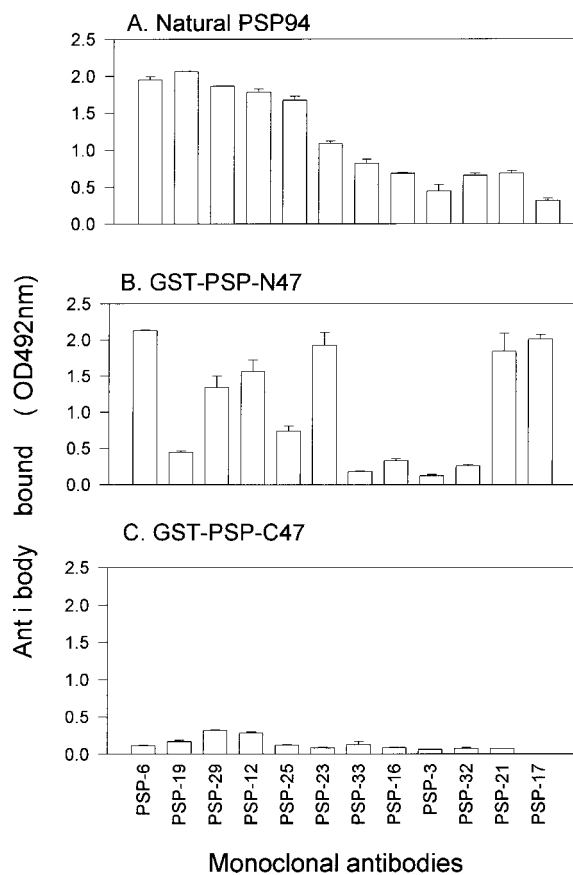 A. Natural PSP94
2.5
2.0
1.5
1.0
0.5
0.0
B. GST-PSP-N47
2.5
2.0
1.5
1.0
0.5
0.0
C. GST-PSP-C47
2.5
2.0
1.5
1.0
0.5
0.0
Antibody bound (OD492nm)
PSP-6
PSP-19
PSP-29
PSP-12
PSP-25
PSP-23
PSP-33
PSP-16
PSP-3
PSP-32
PSP-21
PSP-17
Monoclonal antibodies